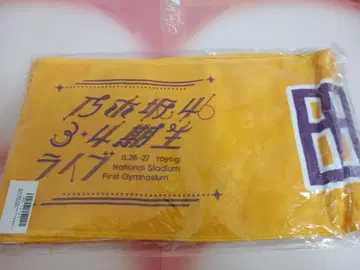 乃木坂46
3・4期生
ライブ
11.26-27 Yoyogi
National Stadium
First Gymnasium